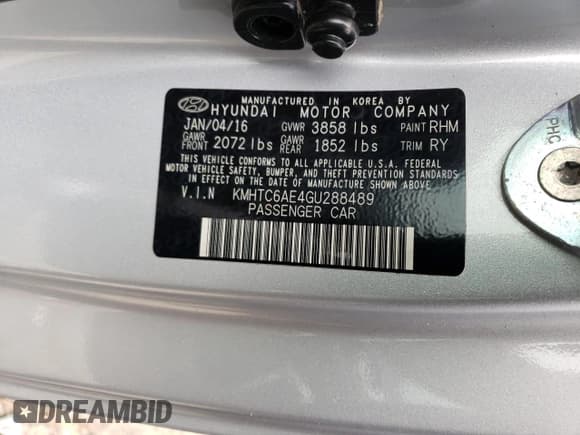 MANUFACTURED IN KOREA BY
HYUNDAI MOTOR COMPANY
JAN/04/16 GVWR 3858 lbs PAINT RHM
GAWR FRONT 2072 lbs GAWR REAR 1852 lbs TRIM RY
THIS VEHICLE CONFORMS TO ALL APPLICABLE U.S.A. FEDERAL
MOTOR VEHICLE SAFETY, BUMPER, AND THEFT PREVENTION STANDARDS
IN EFFECT ON THE DATE OF MANUFACTURE SHOWN ABOVE.
V.I.N KMHTC6AE4GU288489
PASSENGER CAR
PHC
DREAMBID